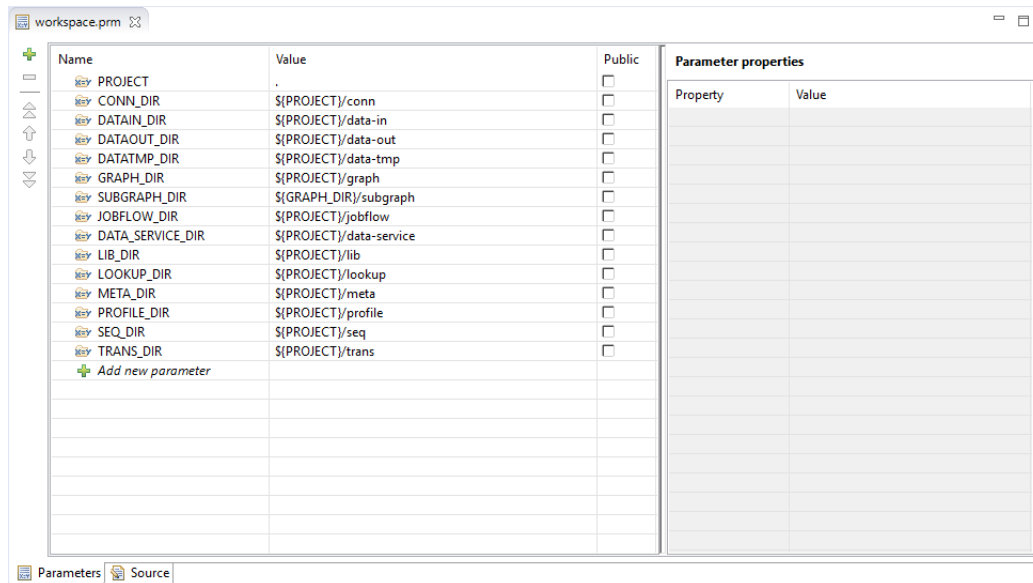 workspace.prm
Name Value Public
PROJECT .
CONN_DIR ${PROJECT}/conn
DATAIN_DIR ${PROJECT}/data-in
DATAOUT_DIR ${PROJECT}/data-out
DATATMP_DIR ${PROJECT}/data-tmp
GRAPH_DIR ${PROJECT}/graph
SUBGRAPH_DIR ${GRAPH_DIR}/subgraph
JOBFLOW_DIR ${PROJECT}/jobflow
DATA_SERVICE_DIR ${PROJECT}/data-service
LIB_DIR ${PROJECT}/lib
LOOKUP_DIR ${PROJECT}/lookup
META_DIR ${PROJECT}/meta
PROFILE_DIR ${PROJECT}/profile
SEQ_DIR ${PROJECT}/seq
TRANS_DIR ${PROJECT}/trans
Add new parameter
Parameter properties
Property Value
Parameters Source